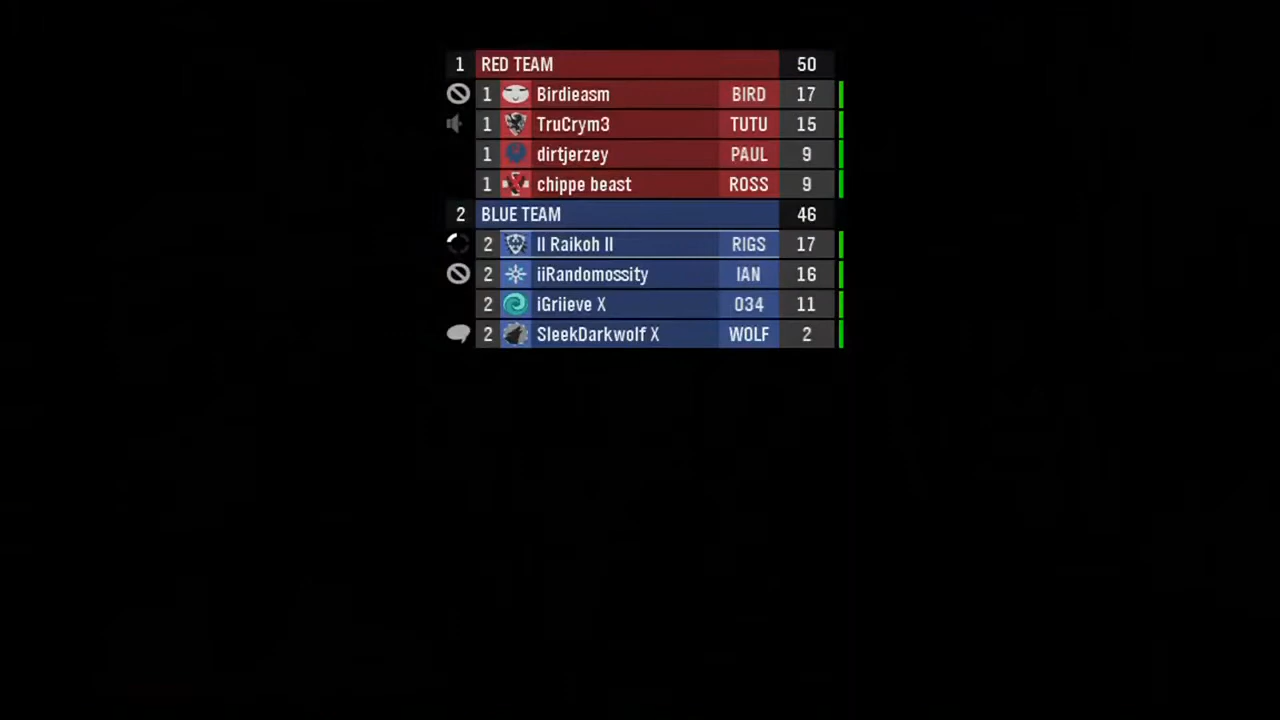 1 RED TEAM 50
1 Birdieasm BIRD 17
1 TruCrym3 TUTU 15
1 dirtjerzey PAUL 9
1 chippe beast ROSS 9
2 BLUE TEAM 46
2 II Raikoh II RIGS 17
2 iiRandomossity IAN 16
2 iGriieve X O34 11
2 SleekDarkwolf X WOLF 2